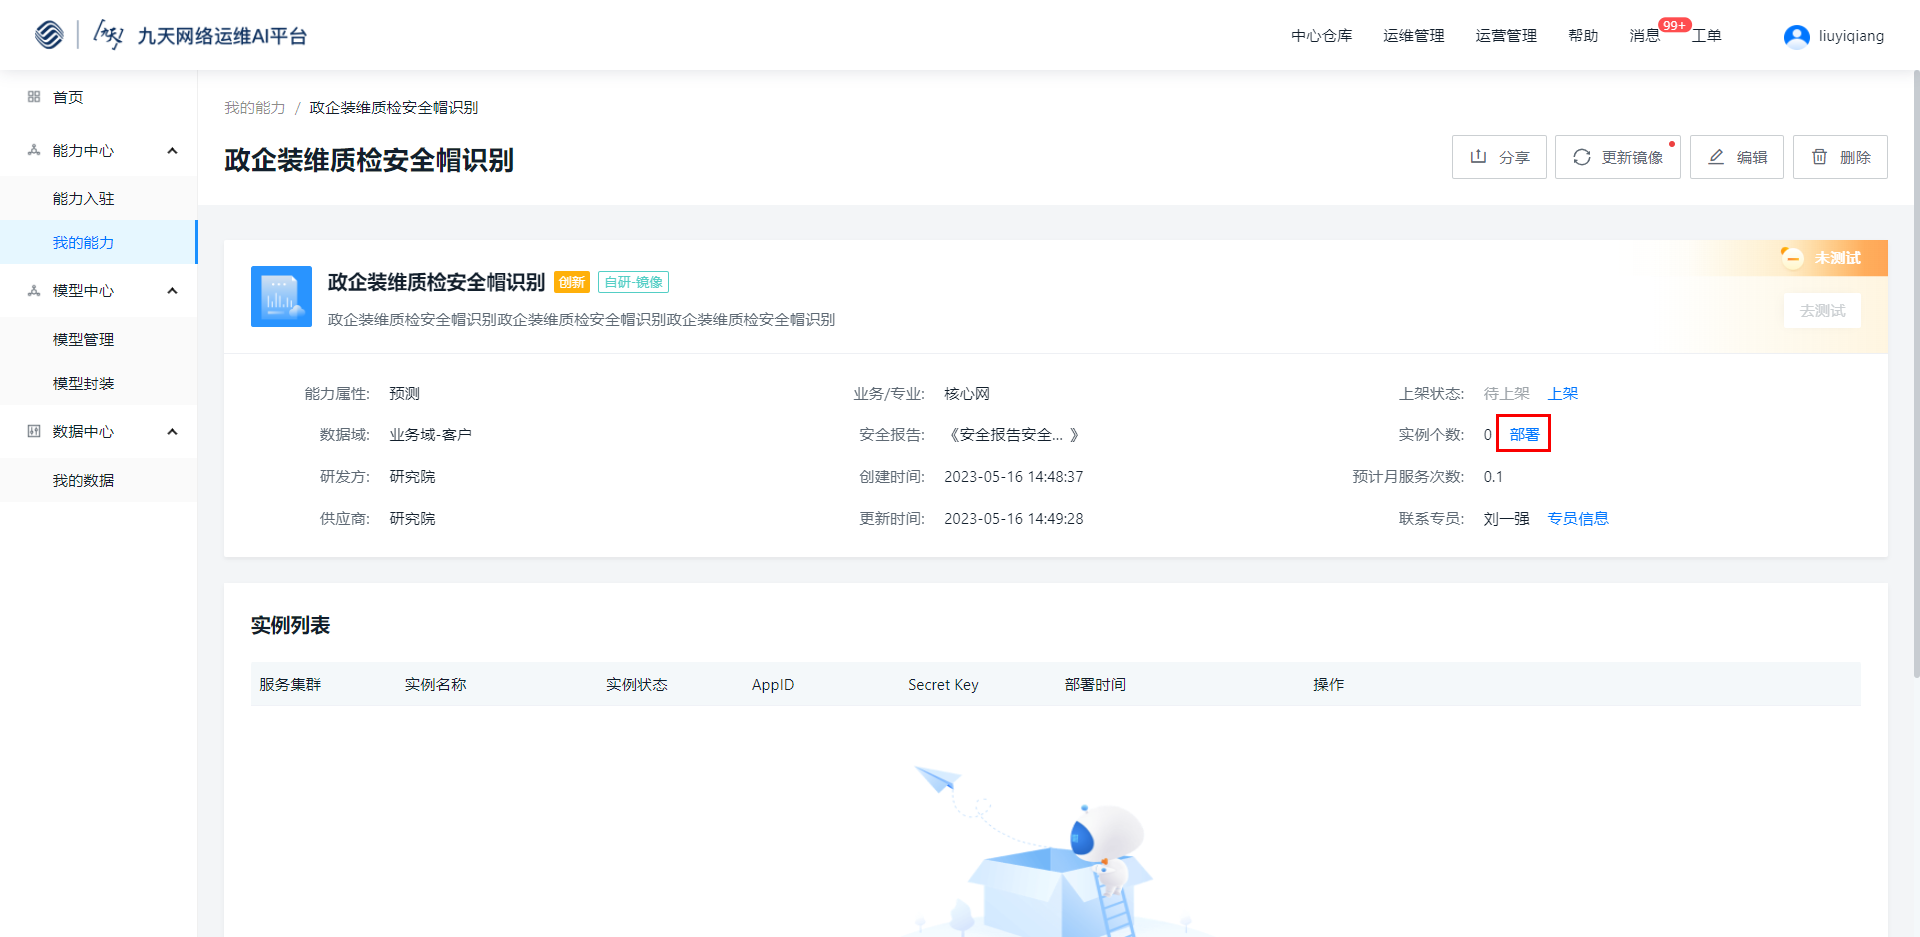 九天 九天网络运维AI平台
中心仓库 运维管理 运营管理 帮助 消息 99+ 工单 liuyiqiang
首页
能力中心
能力入驻
我的能力
模型中心
模型管理
模型封装
数据中心
我的数据
我的能力 / 政企装维质检安全帽识别
政企装维质检安全帽识别
分享 更新镜像 编辑 删除
政企装维质检安全帽识别 创新 自研-镜像
政企装维质检安全帽识别政企装维质检安全帽识别政企装维质检安全帽识别
未测试
去测试
能力属性: 预测 业务/专业: 核心网 上架状态: 待上架 上架
数据域: 业务域-客户 安全报告: 《安全报告安全... 》 实例个数: 0 部署
研发方: 研究院 创建时间: 2023-05-16 14:48:37 预计月服务次数: 0.1
供应商: 研究院 更新时间: 2023-05-16 14:49:28 联系专员: 刘一强 专员信息
实例列表
服务集群 实例名称 实例状态 AppID Secret Key 部署时间 操作